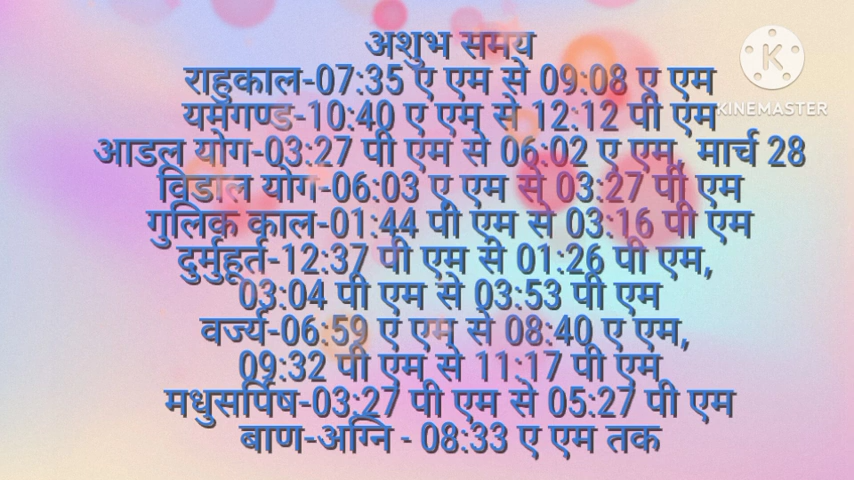 अशुभ समय
राहुकाल-07:35 ए एम से 09:08 ए एम
यमगण्ड-10:40 ए एम से 12:12 पी एम
आडल योग-03:27 पी एम से 06:02 ए एम, मार्च 28
विडाल योग-06:03 ए एम से 03:27 पी एम
गुलिक काल-01:44 पी एम से 03:16 पी एम
दुर्मुहूर्त-12:37 पी एम से 01:26 पी एम,
03:04 पी एम से 03:53 पी एम
वर्ज्य-06:59 ए एम से 08:40 ए एम,
09:32 पी एम से 11:17 पी एम
मधुसर्पिष-03:27 पी एम से 05:27 पी एम
बाण-अग्नि - 08:33 ए एम तक
K
KINEMASTER